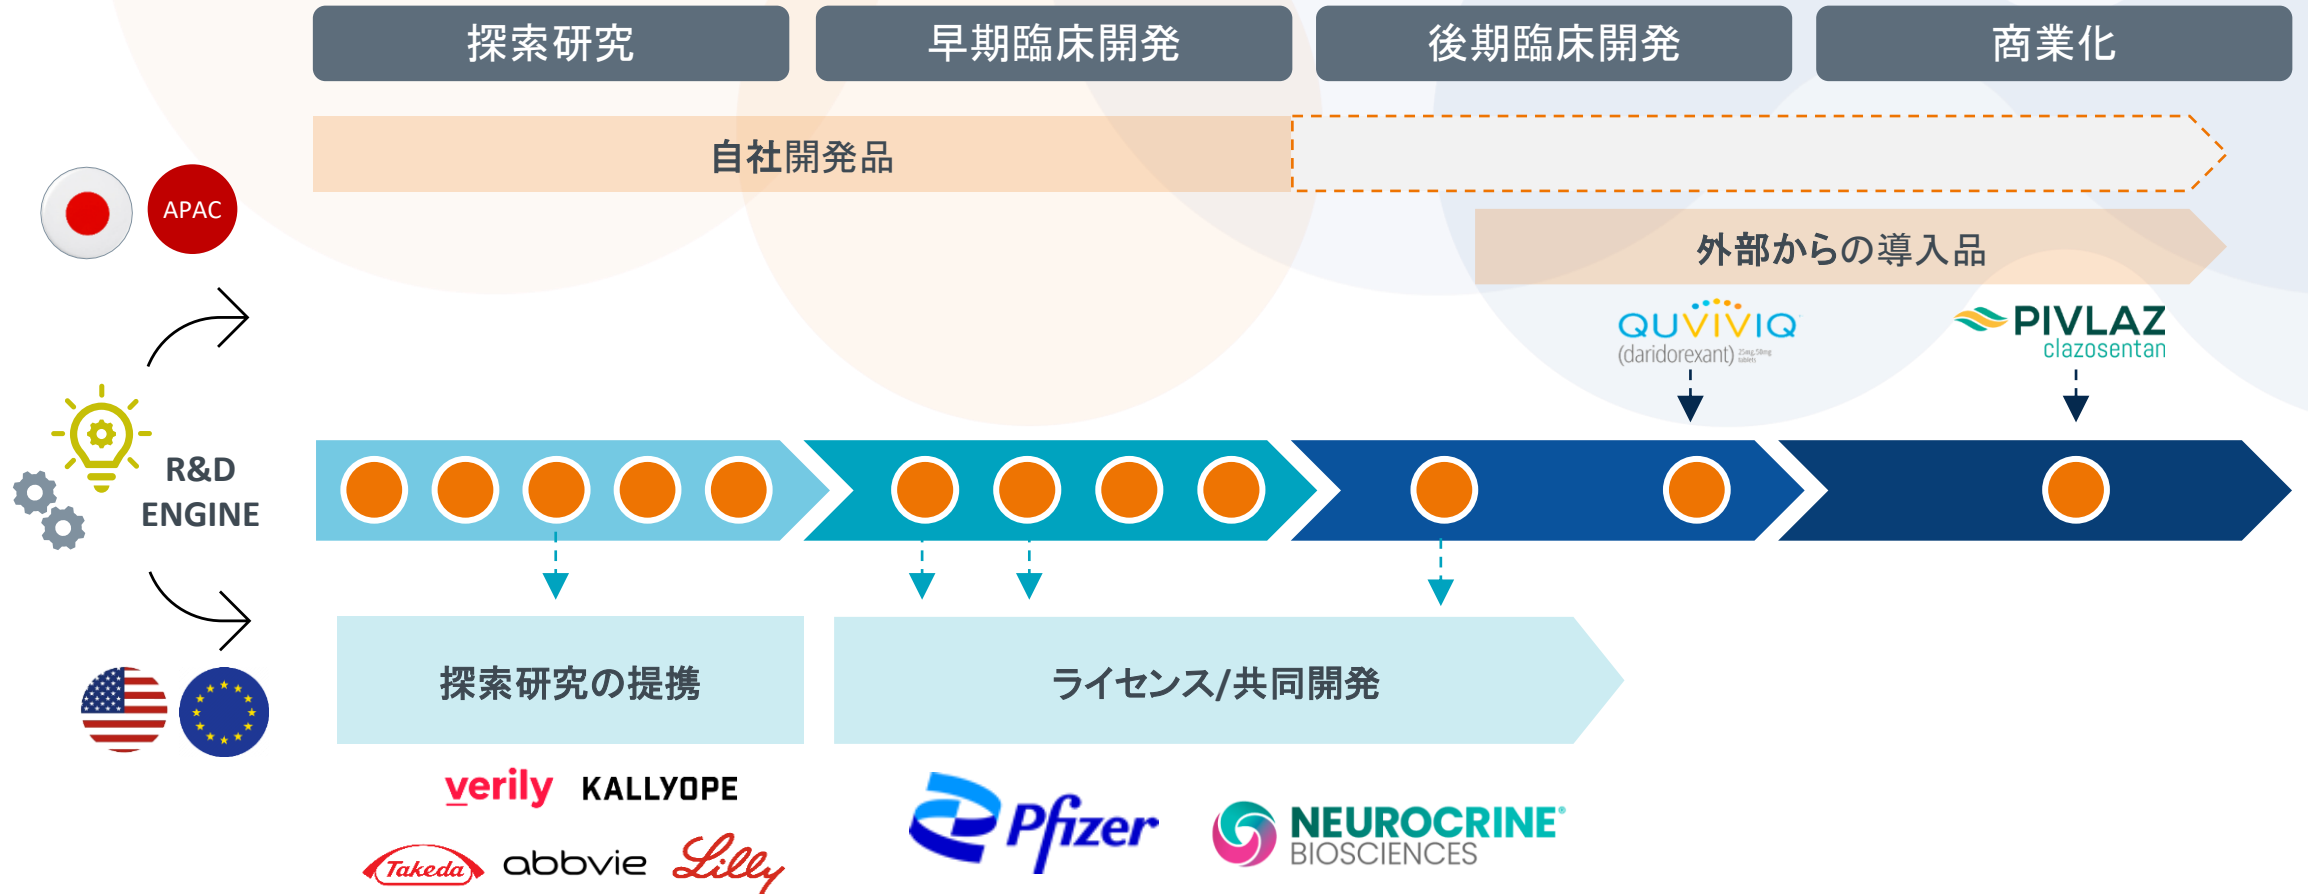 探索研究
早期臨床開発
後期臨床開発
商業化
自社開発品
APAC
外部からの導入品
QUVIVIQ
(daridorexant) 25mg, 50mg
tablets
PIVLAZ
clazosentan
R&D
ENGINE
探索研究の提携
ライセンス/共同開発
verily
KALLYOPE
Takeda
abbvie
Lilly
Pfizer
NEUROCRINE®
BIOSCIENCES